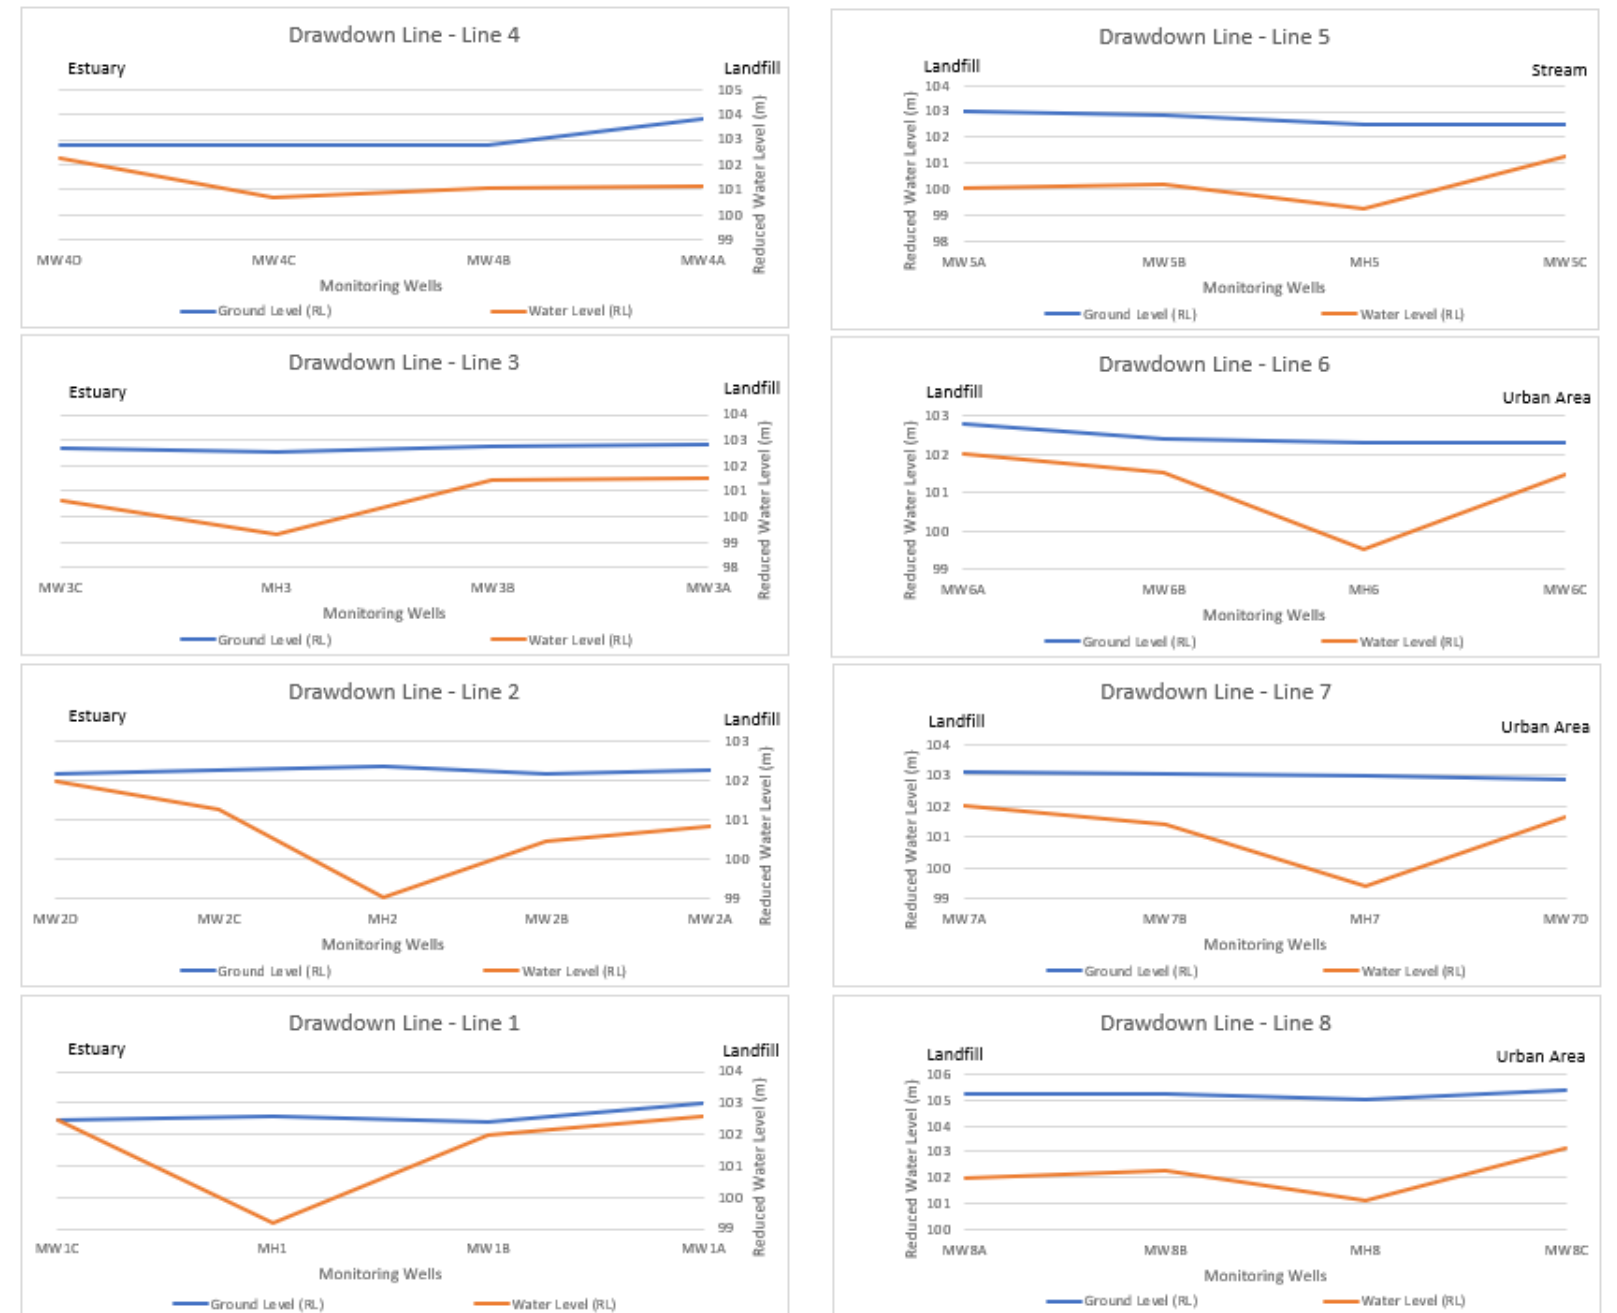 Drawdown Line - Line 4
Estuary
Landfill
105
104
103
102
101
100
99
Reduced Water Level (m)
MW4D MW4C MW4B MW4A
Monitoring Wells
Ground Level (RL) Water Level (RL)
Drawdown Line - Line 5
Landfill
Stream
104
103
102
101
100
99
98
Reduced Water Level (m)
MW5A MW5B MH5 MW5C
Monitoring Wells
Ground Level (RL) Water Level (RL)
Drawdown Line - Line 3
Estuary
Landfill
104
103
102
101
100
99
98
Reduced Water Level (m)
MW3C MH3 MW3B MW3A
Monitoring Wells
Ground Level (RL) Water Level (RL)
Drawdown Line - Line 6
Landfill
Urban Area
103
102
101
100
99
Reduced Water Level (m)
MW6A MW6B MH6 MW6C
Monitoring Wells
Ground Level (RL) Water Level (RL)
Drawdown Line - Line 2
Estuary
Landfill
103
102
101
100
99
Reduced Water Level (m)
MW2D MW2C MH2 MW2B MW2A
Monitoring Wells
Ground Level (RL) Water Level (RL)
Drawdown Line - Line 7
Landfill
Urban Area
104
103
102
101
100
99
Reduced Water Level (m)
MW7A MW7B MH7 MW7D
Monitoring Wells
Ground Level (RL) Water Level (RL)
Drawdown Line - Line 1
Estuary
Landfill
104
103
102
101
100
99
Reduced Water Level (m)
MW1C MH1 MW1B MW1A
Monitoring Wells
Ground Level (RL) Water Level (RL)
Drawdown Line - Line 8
Landfill
Urban Area
106
105
104
103
102
101
100
Reduced Water Level (m)
MW8A MW8B MH8 MW8C
Monitoring Wells
Ground Level (RL) Water Level (RL)